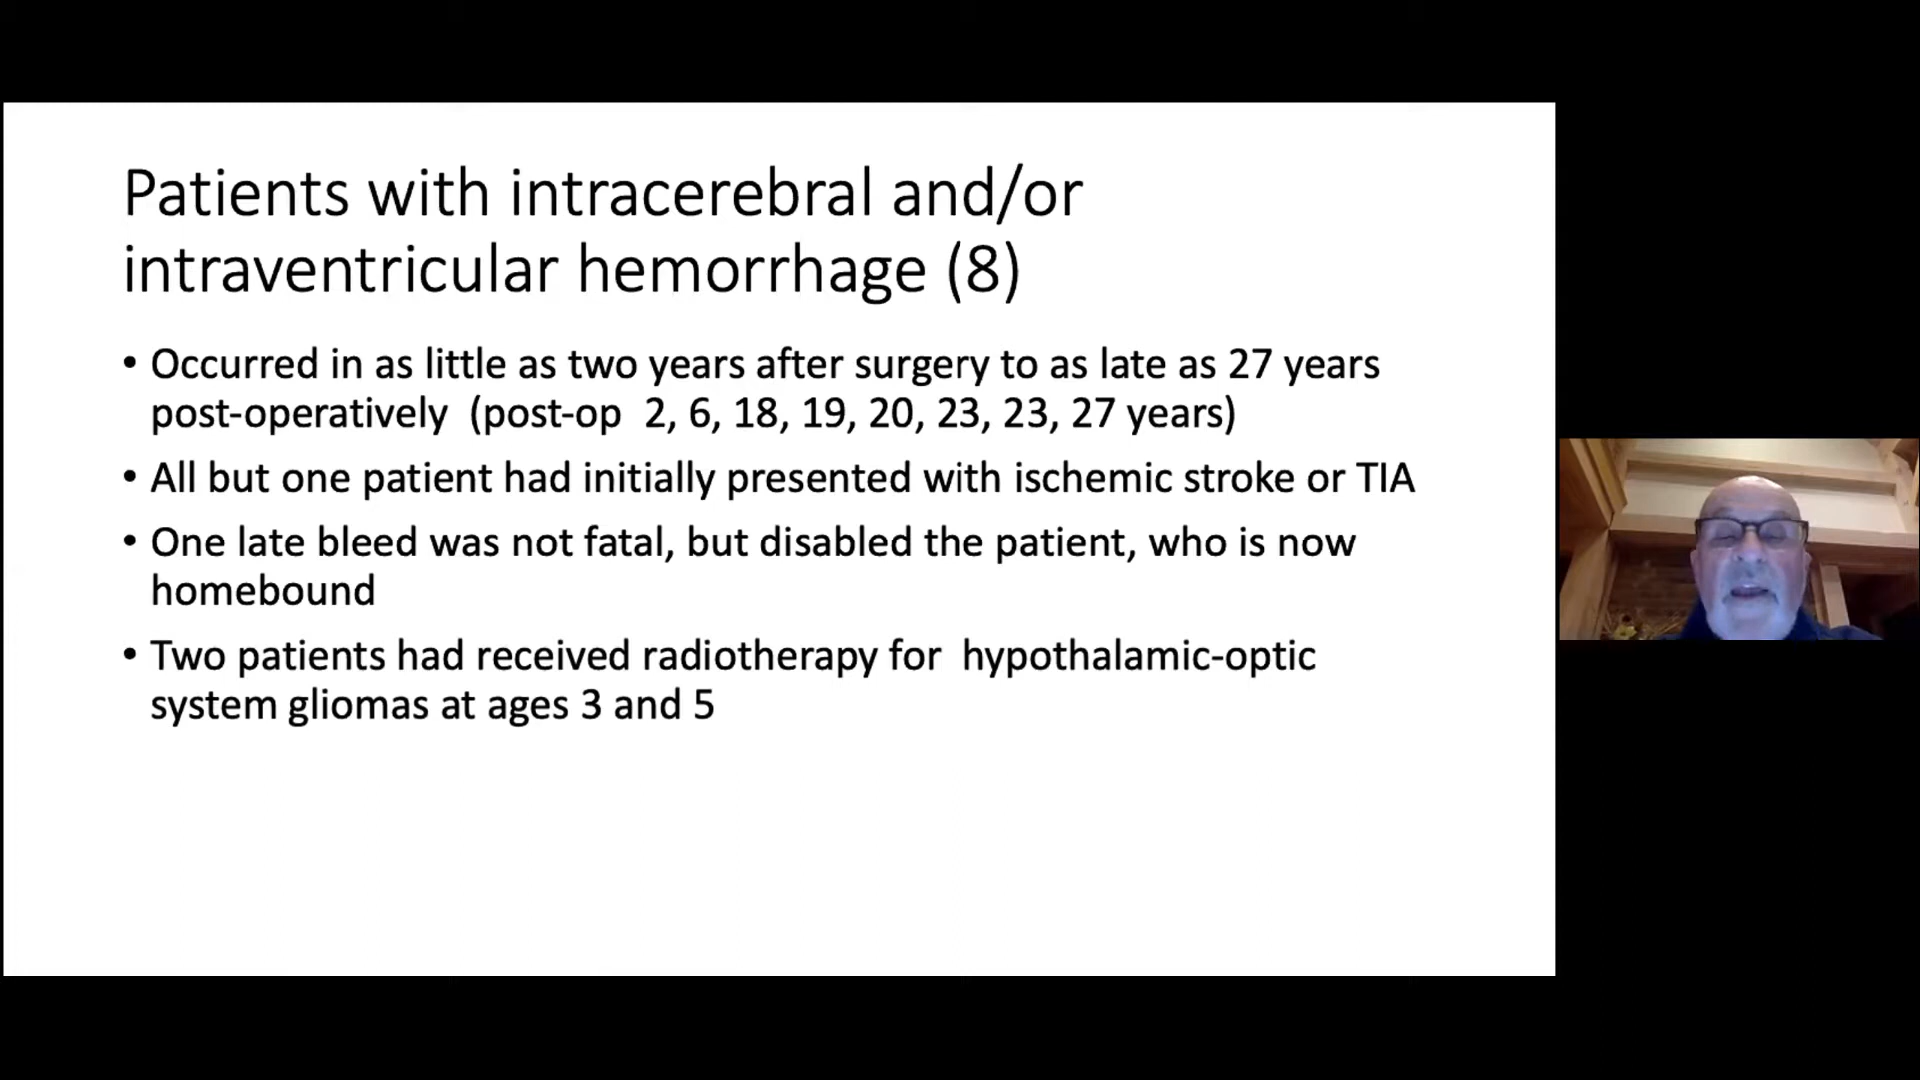 Patients with intracerebral and/or
intraventricular hemorrhage (8)
• Occurred in as little as two years after surgery to as late as 27 years
post-operatively  (post-op  2, 6, 18, 19, 20, 23, 23, 27 years)
• All but one patient had initially presented with ischemic stroke or TIA
• One late bleed was not fatal, but disabled the patient, who is now
homebound
• Two patients had received radiotherapy for  hypothalamic-optic
system gliomas at ages 3 and 5